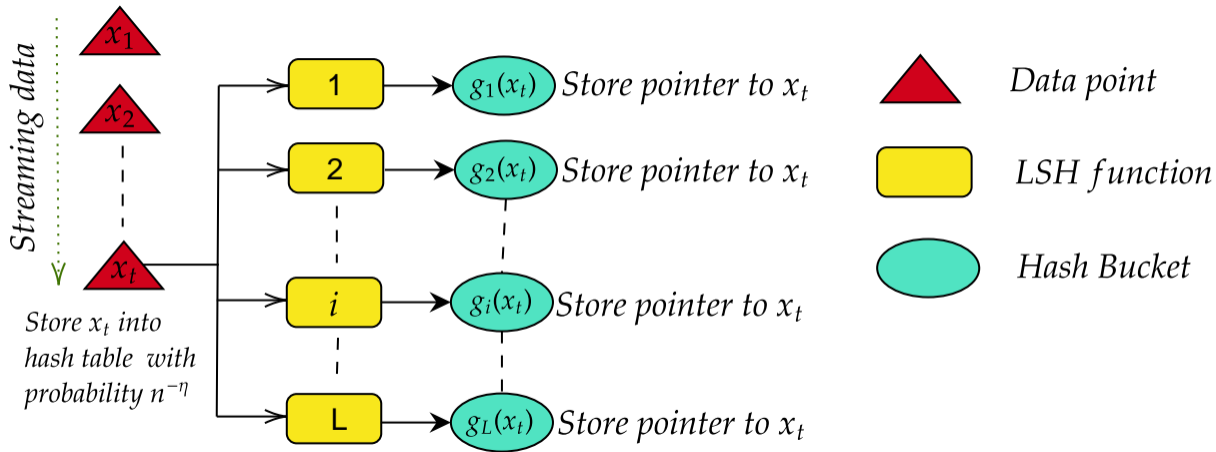 Streaming data
x₁
x₂
xₜ
Store xₜ into
hash table with
probability n^{-η}
1
g₁(xₜ)
Store pointer to xₜ
2
g₂(xₜ)
Store pointer to xₜ
i
gᵢ(xₜ)
Store pointer to xₜ
L
g_L(xₜ)
Store pointer to xₜ
Data point
LSH function
Hash Bucket